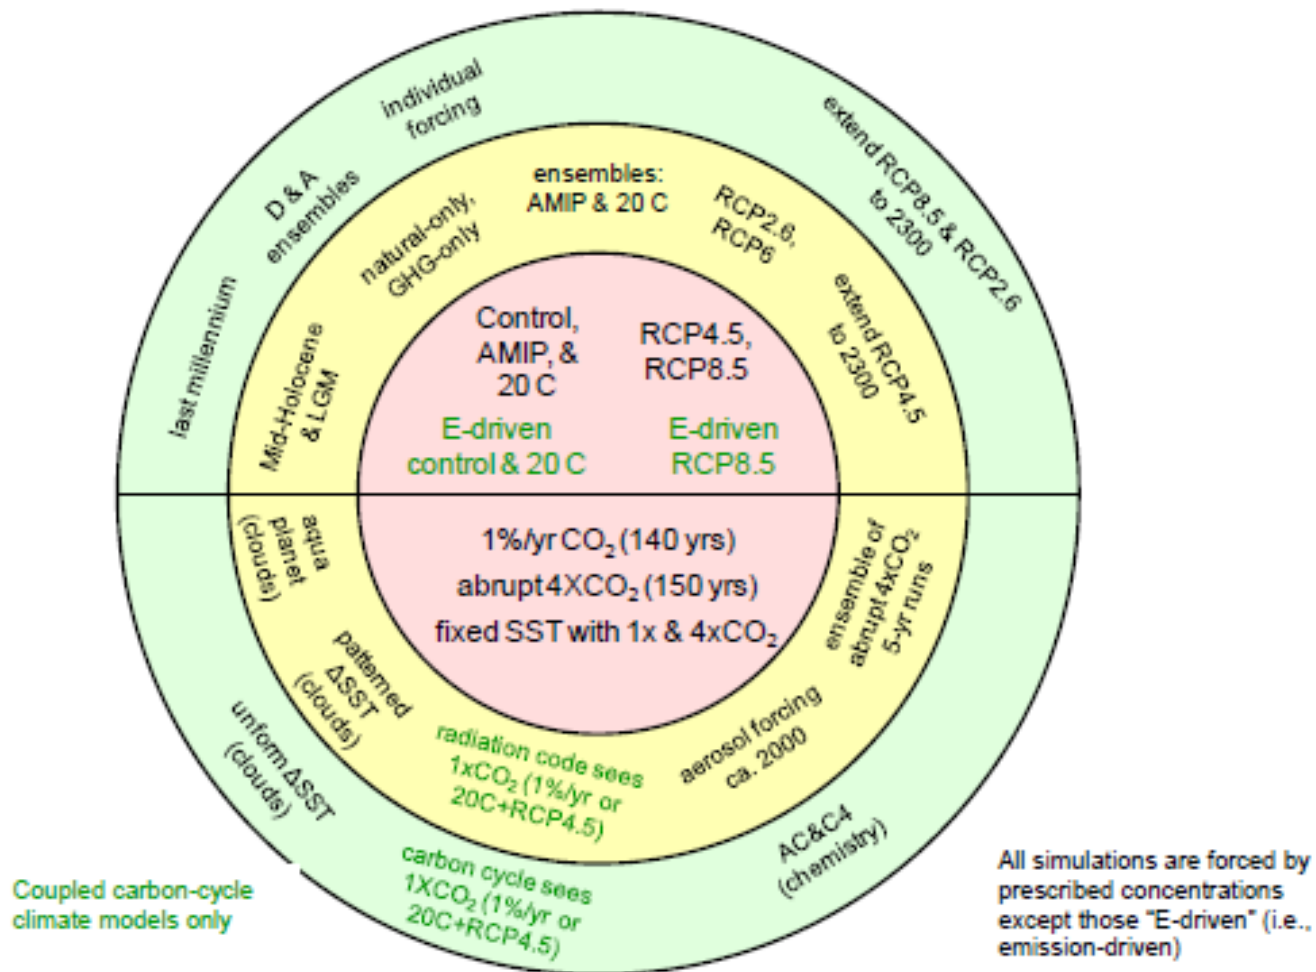 individual
forcing
D & A
ensembles
last millennium
extend RCP8.5 & RCP2.6
to 2300
natural-only,
GHG-only
ensembles:
AMIP & 20 C
RCP2.6,
RCP6
extend RCP4.5
to 2300
Mid-Holocene
& LGM
Control,
AMIP, &
20 C
RCP4.5,
RCP8.5
E-driven
control & 20 C
E-driven
RCP8.5
1%/yr CO₂ (140 yrs)
abrupt 4XCO₂ (150 yrs)
fixed SST with 1x & 4xCO₂
aqua
planet
(clouds)
patterned
ΔSST
(clouds)
radiation code sees
1xCO₂ (1%/yr or
20C+RCP4.5)
aerosol forcing
ca. 2000
ensemble of
abrupt 4xCO₂
5-yr runs
unform ΔSST
(clouds)
carbon cycle sees
1XCO₂ (1%/yr or
20C+RCP4.5)
AC&C4
(chemistry)
Coupled carbon-cycle
climate models only
All simulations are forced by
prescribed concentrations
except those "E-driven" (i.e.,
emission-driven)